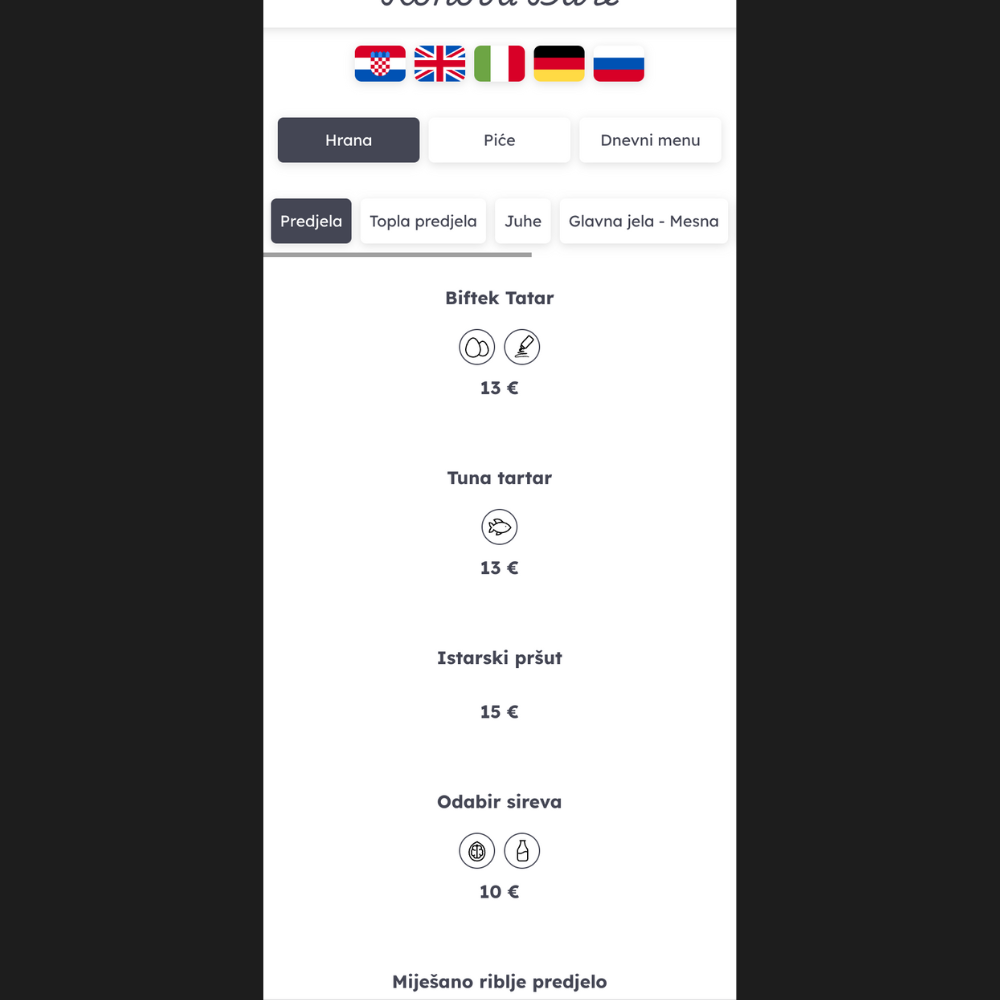 Hrana
Piće
Dnevni menu
Predjela
Topla predjela
Juhe
Glavna jela - Mesna
Biftek Tatar
13 €
Tuna tartar
13 €
Istarski pršut
15 €
Odabir sireva
10 €
Miješano riblje predjelo